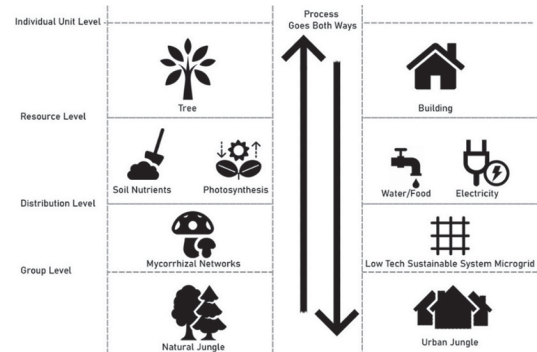 Individual Unit Level
Process
Goes Both Ways
Tree
Building
Resource Level
Soil Nutrients
Photosynthesis
Water/Food
Electricity
Distribution Level
Mycorrhizal Networks
Low Tech Sustainable System Microgrid
Group Level
Natural Jungle
Urban Jungle